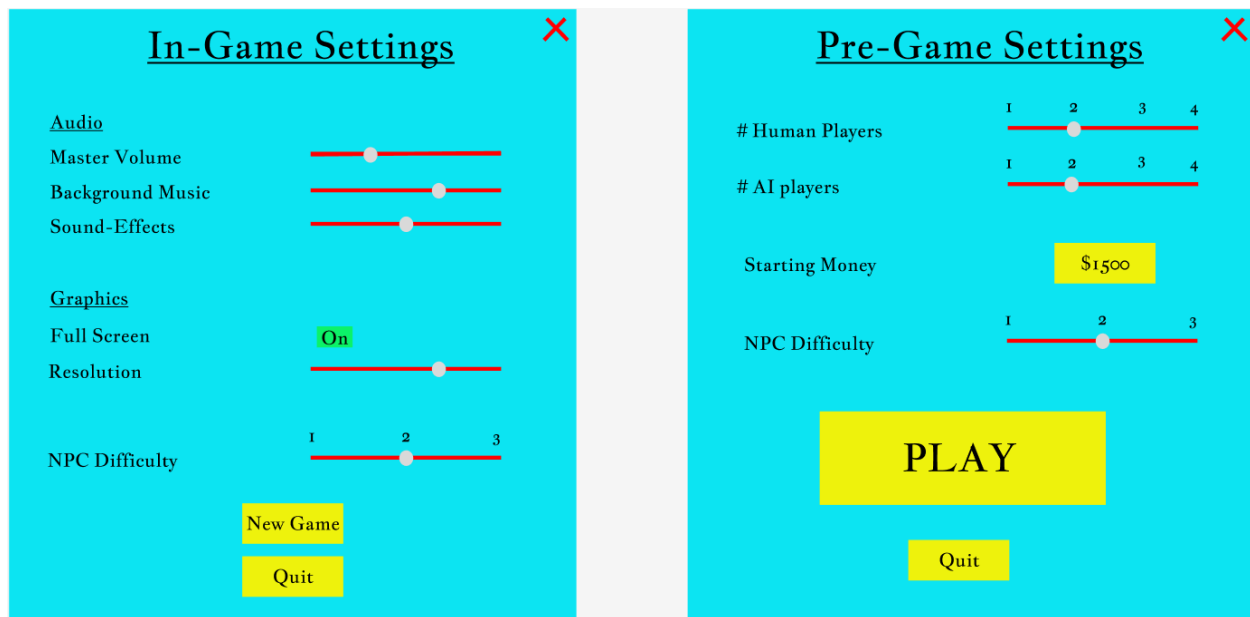 In-Game Settings
Audio
Master Volume
Background Music
Sound-Effects
Graphics
Full Screen
On
Resolution
1 2 3
NPC Difficulty
New Game
Quit
Pre-Game Settings
1 2 3 4
# Human Players
1 2 3 4
# AI players
Starting Money
$1500
1 2 3
NPC Difficulty
PLAY
Quit